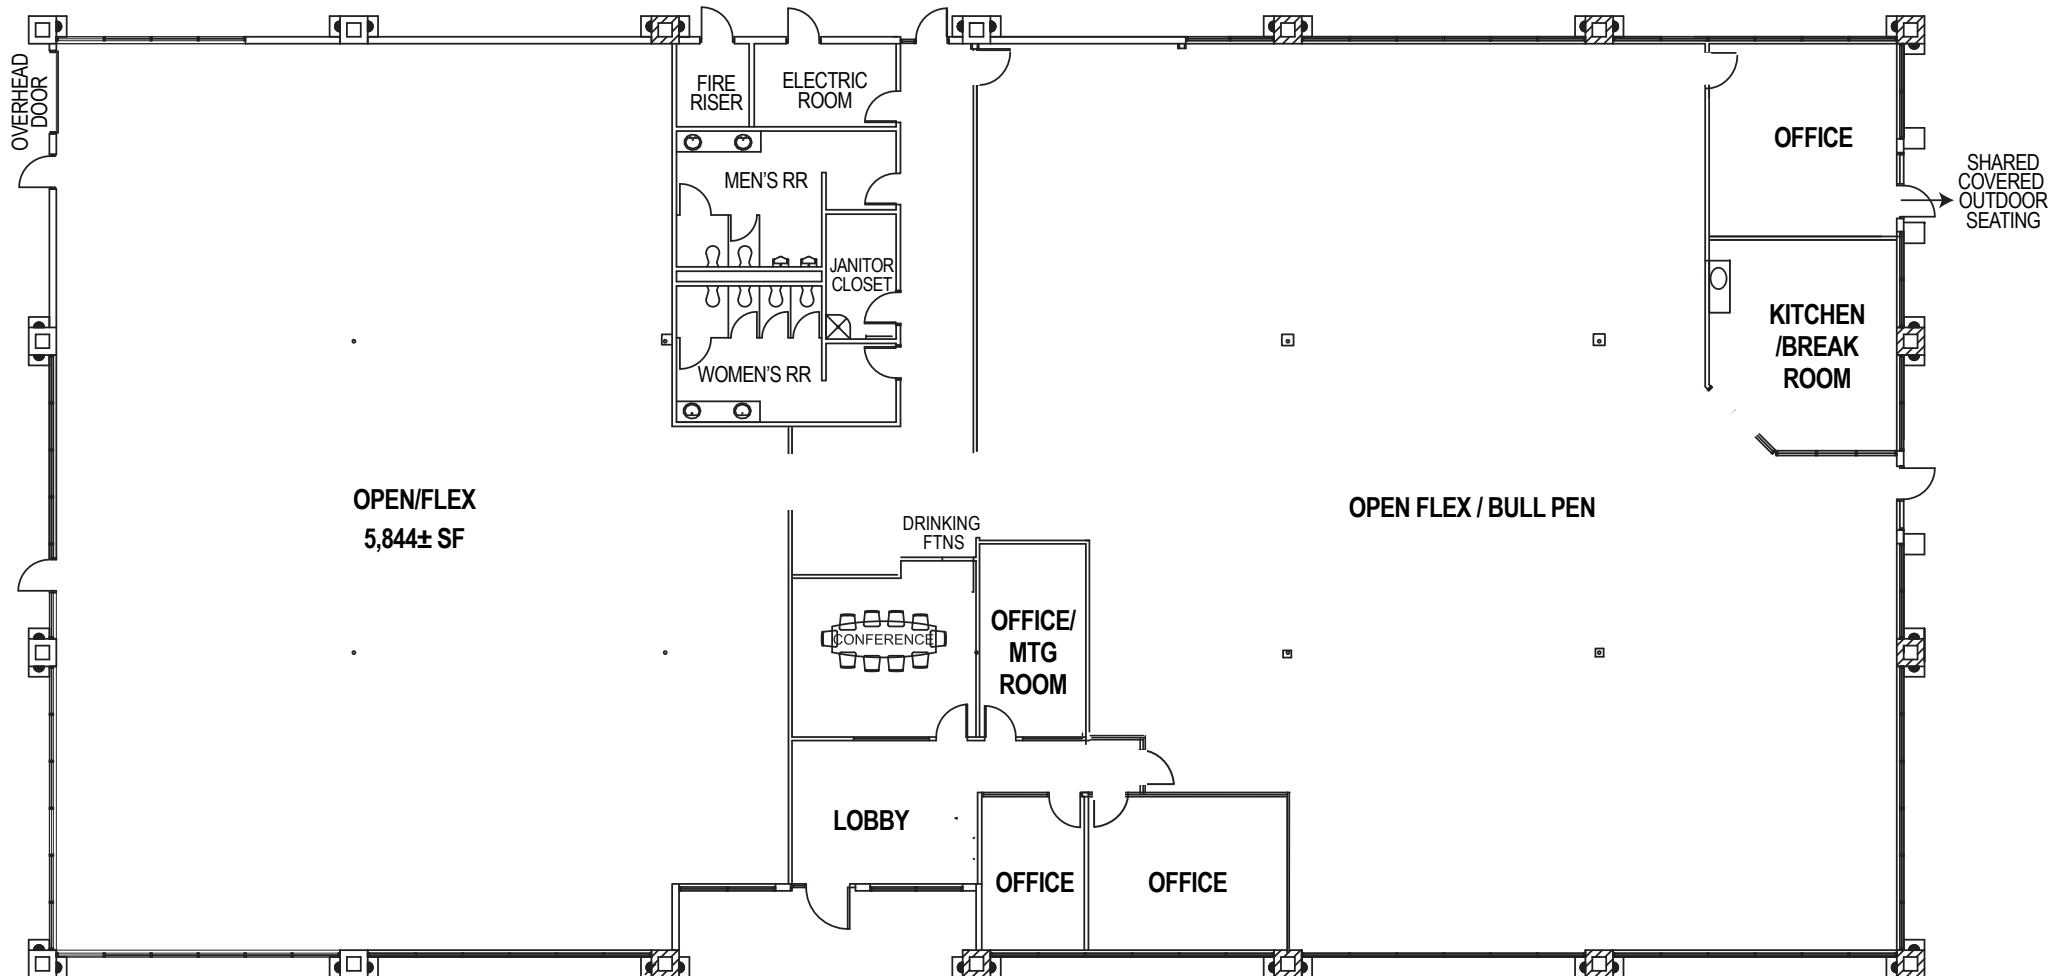 OVERHEAD
DOOR
FIRE
RISER
ELECTRIC
ROOM
OFFICE
SHARED
COVERED
OUTDOOR
SEATING
MEN'S RR
JANITOR
CLOSET
KITCHEN
/BREAK
ROOM
WOMEN'S RR
OPEN/FLEX
5,844± SF
OPEN FLEX / BULL PEN
DRINKING
FTNS
CONFERENCE
OFFICE/
MTG
ROOM
LOBBY
OFFICE
OFFICE